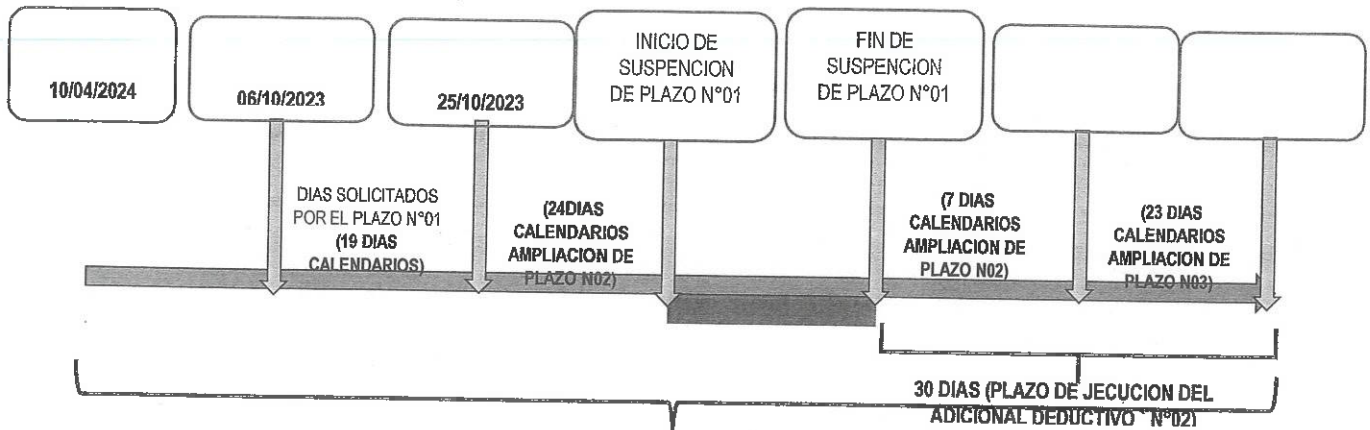 10/04/2024
06/10/2023
25/10/2023
INICIO DE
SUSPENCION
DE PLAZO N°01
FIN DE
SUSPENCION
DE PLAZO N°01
DIAS SOLICITADOS
POR EL PLAZO N°01
(19 DIAS
CALENDARIOS)
(24DIAS
CALENDARIOS
AMPLIACION DE
PLAZO N02)
(7 DIAS
CALENDARIOS
AMPLIACION DE
PLAZO N02)
(23 DIAS
CALENDARIOS
AMPLIACION DE
PLAZO N03)
30 DIAS (PLAZO DE JECUCION DEL
ADICIONAL DEDUCTIVO N°02)